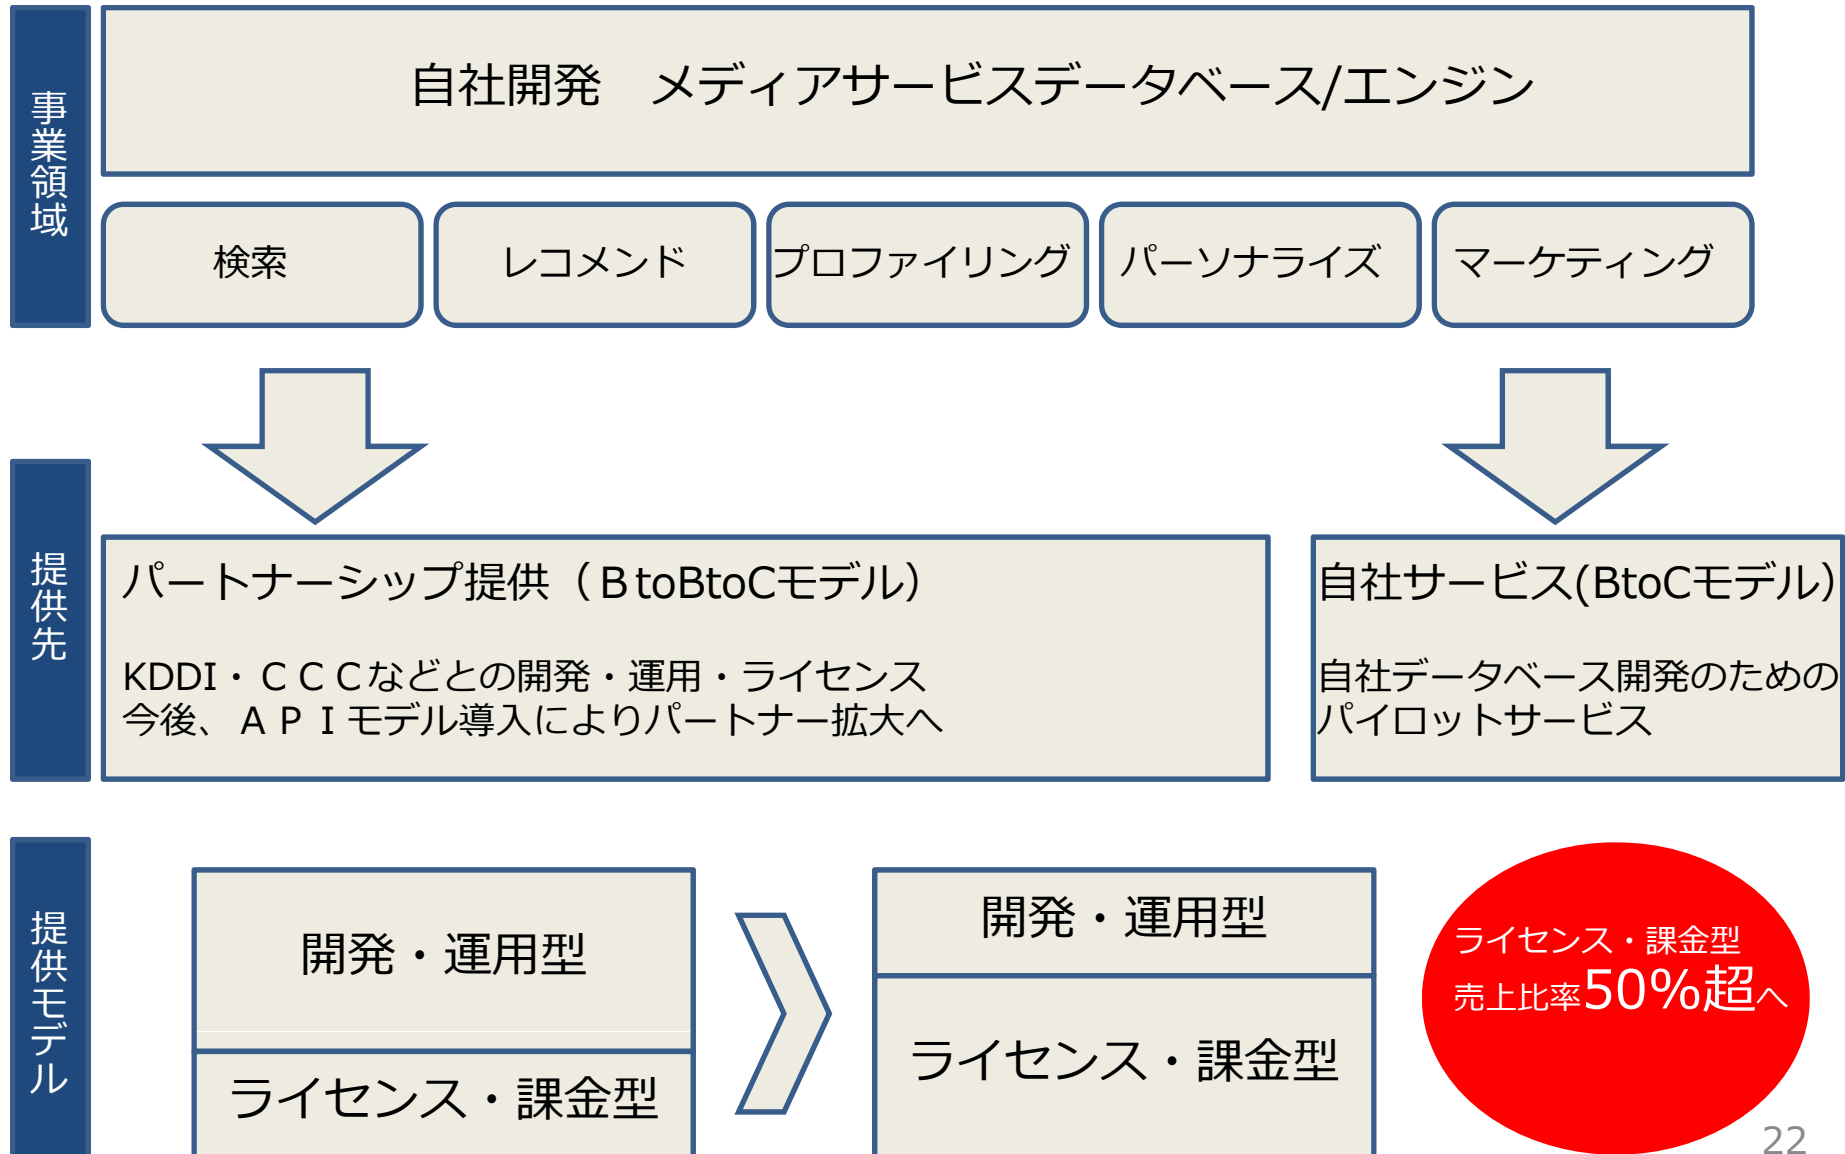 事業領域
自社開発　メディアサービスデータベース/エンジン
検索
レコメンド
プロファイリング
パーソナライズ
マーケティング
提供先
パートナーシップ提供（ＢtoBtoCモデル）
KDDI・ＣＣＣなどとの開発・運用・ライセンス
今後、ＡＰＩモデル導入によりパートナー拡大へ
自社サービス(BtoCモデル）
自社データベース開発のための
パイロットサービス
提供モデル
開発・運用型
ライセンス・課金型
開発・運用型
ライセンス・課金型
ライセンス・課金型
売上比率50%超へ
22